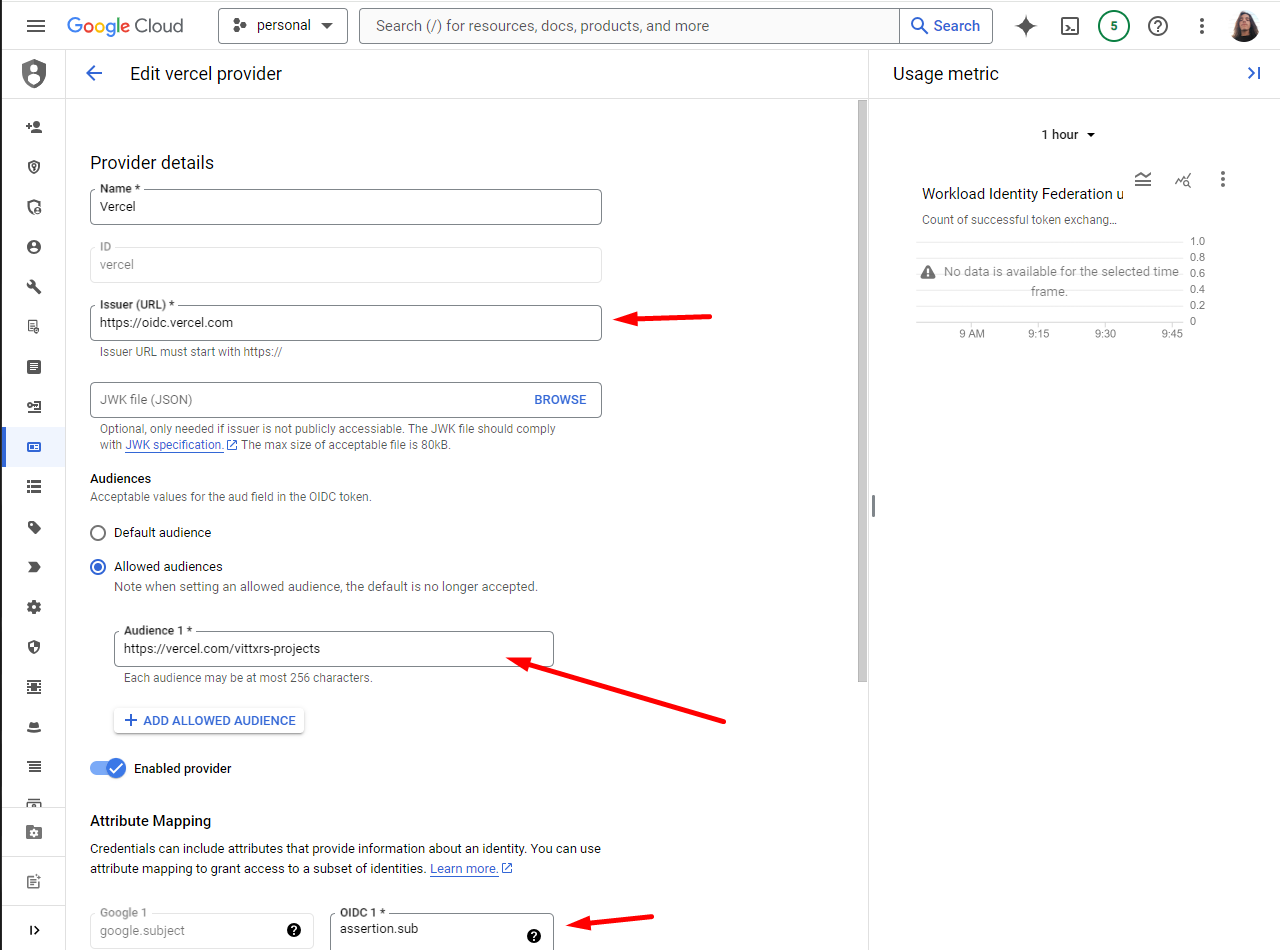 Google Cloud
personal
Search (/) for resources, docs, products, and more
Search
5
Edit vercel provider
Usage metric
Provider details
Name *
Vercel
ID
vercel
Issuer (URL) *
https://oidc.vercel.com
Issuer URL must start with https://
JWK file (JSON)
BROWSE
Optional, only needed if issuer is not publicly accessiable. The JWK file should comply
with JWK specification. The max size of acceptable file is 80kB.
Audiences
Acceptable values for the aud field in the OIDC token.
Default audience
Allowed audiences
Note when setting an allowed audience, the default is no longer accepted.
Audience 1 *
https://vercel.com/vittxrs-projects
Each audience may be at most 256 characters.
ADD ALLOWED AUDIENCE
Enabled provider
Attribute Mapping
Credentials can include attributes that provide information about an identity. You can use
attribute mapping to grant access to a subset of identities. Learn more.
Google 1
google.subject
OIDC 1 *
assertion.sub
1 hour
Workload Identity Federation u
Count of successful token exchang...
1.0
0.8
0.6
0.4
0.2
0
No data is available for the selected time
frame.
9 AM
9:15
9:30
9:45